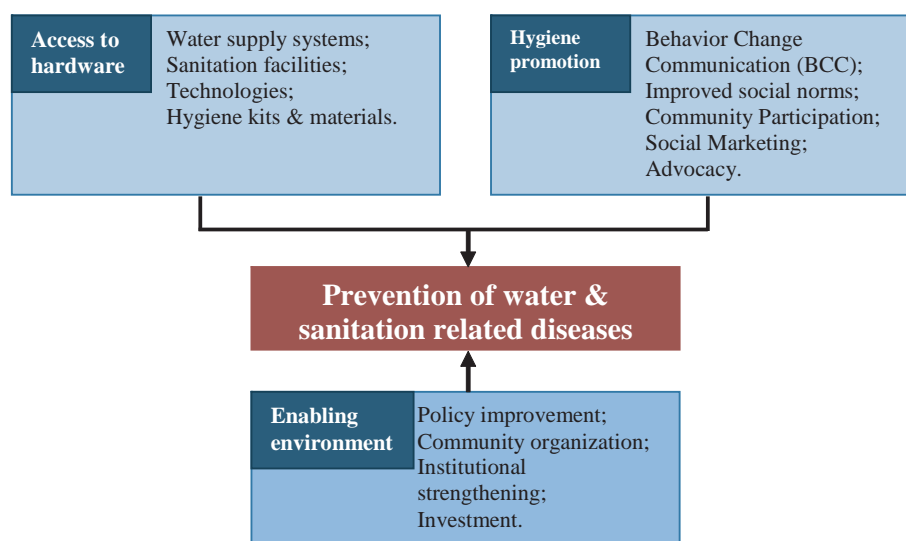 Access to
hardware
Water supply systems;
Sanitation facilities;
Technologies;
Hygiene kits & materials.
Hygiene
promotion
Behavior Change
Communication (BCC);
Improved social norms;
Community Participation;
Social Marketing;
Advocacy.
Prevention of water &
sanitation related diseases
Enabling
environment
Policy improvement;
Community organization;
Institutional
strengthening;
Investment.